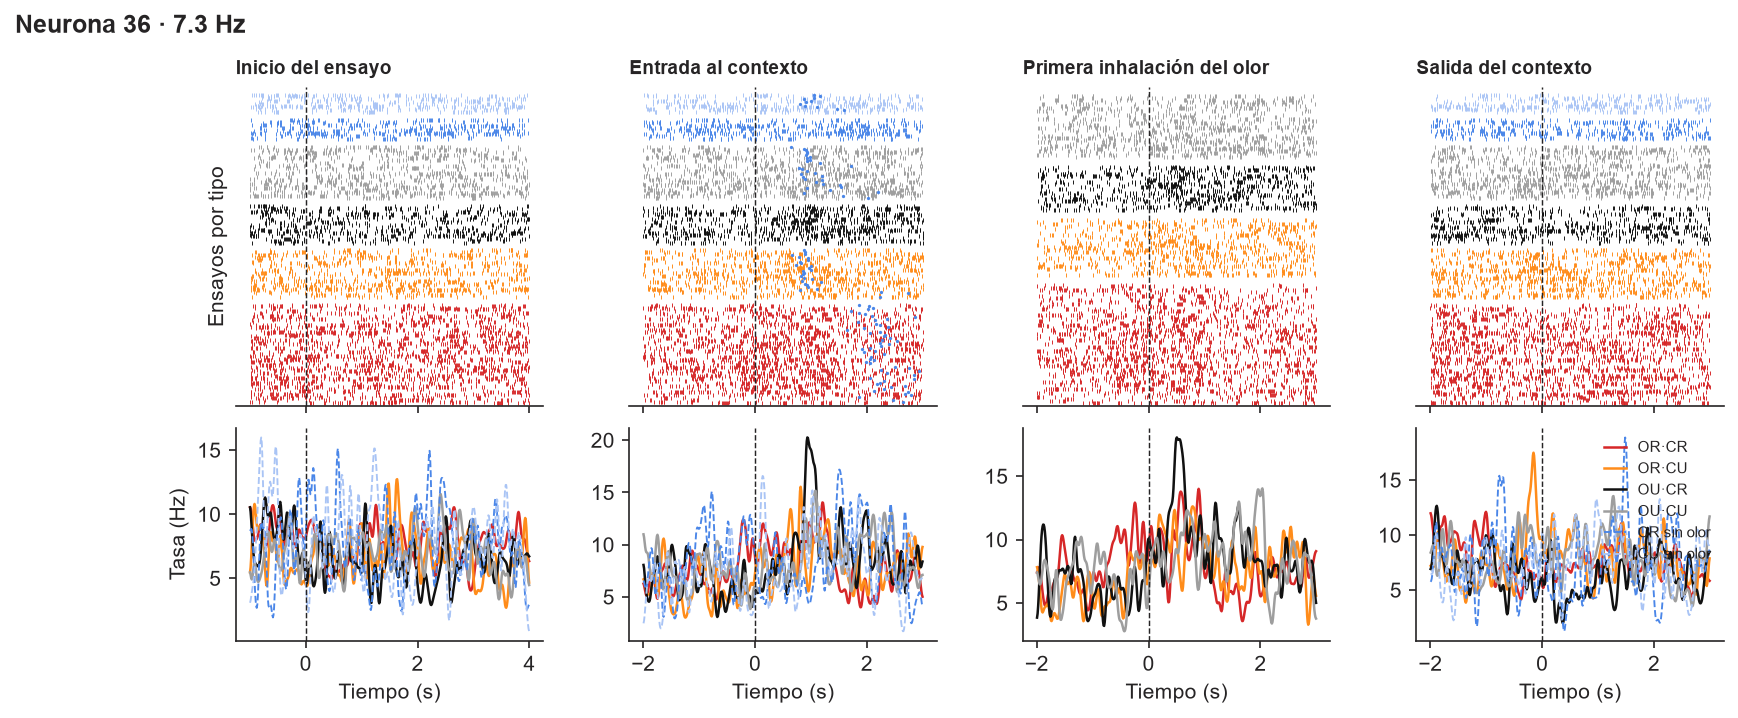 Neurona 36 · 7.3 Hz
Inicio del ensayo
Entrada al contexto
Primera inhalación del olor
Salida del contexto
Ensayos por tipo
Tasa (Hz)
15
10
5
0
2
4
Tiempo (s)
20
15
10
5
−2
0
2
Tiempo (s)
15
10
5
−2
0
2
Tiempo (s)
15
10
5
−2
0
2
Tiempo (s)
OR·CR
OR·CU
OU·CR
OU·CU
CR sin olor
CU sin olor